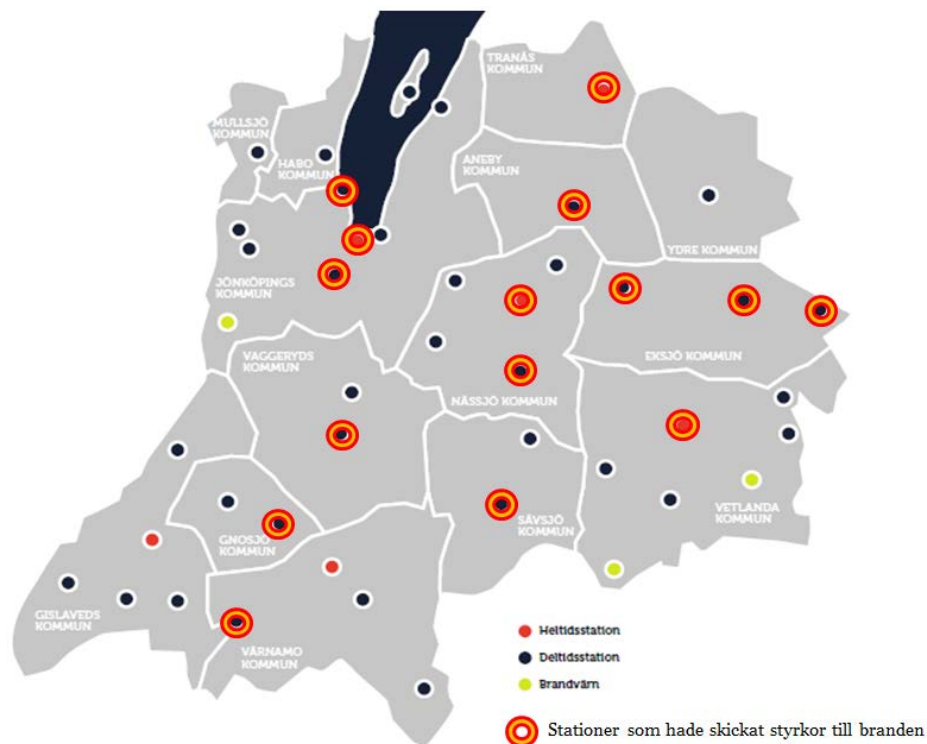 TRANÅS
KOMMUN
MULLSJÖ
KOMMUN
HABO
KOMMUN
ANEBY
KOMMUN
YDRE KOMMUN
JÖNKÖPINGS
KOMMUN
VAGGERYDS
KOMMUN
EKSJÖ KOMMUN
NÄSSJÖ KOMMUN
VETLANDA
KOMMUN
SÄVSJÖ
KOMMUN
GNOSJÖ
KOMMUN
GISLAVEDS
KOMMUN
VÄRNAMO
KOMMUN
Heltidsstation
Deltidsstation
Brandvärn
Stationer som hade skickat styrkor till branden